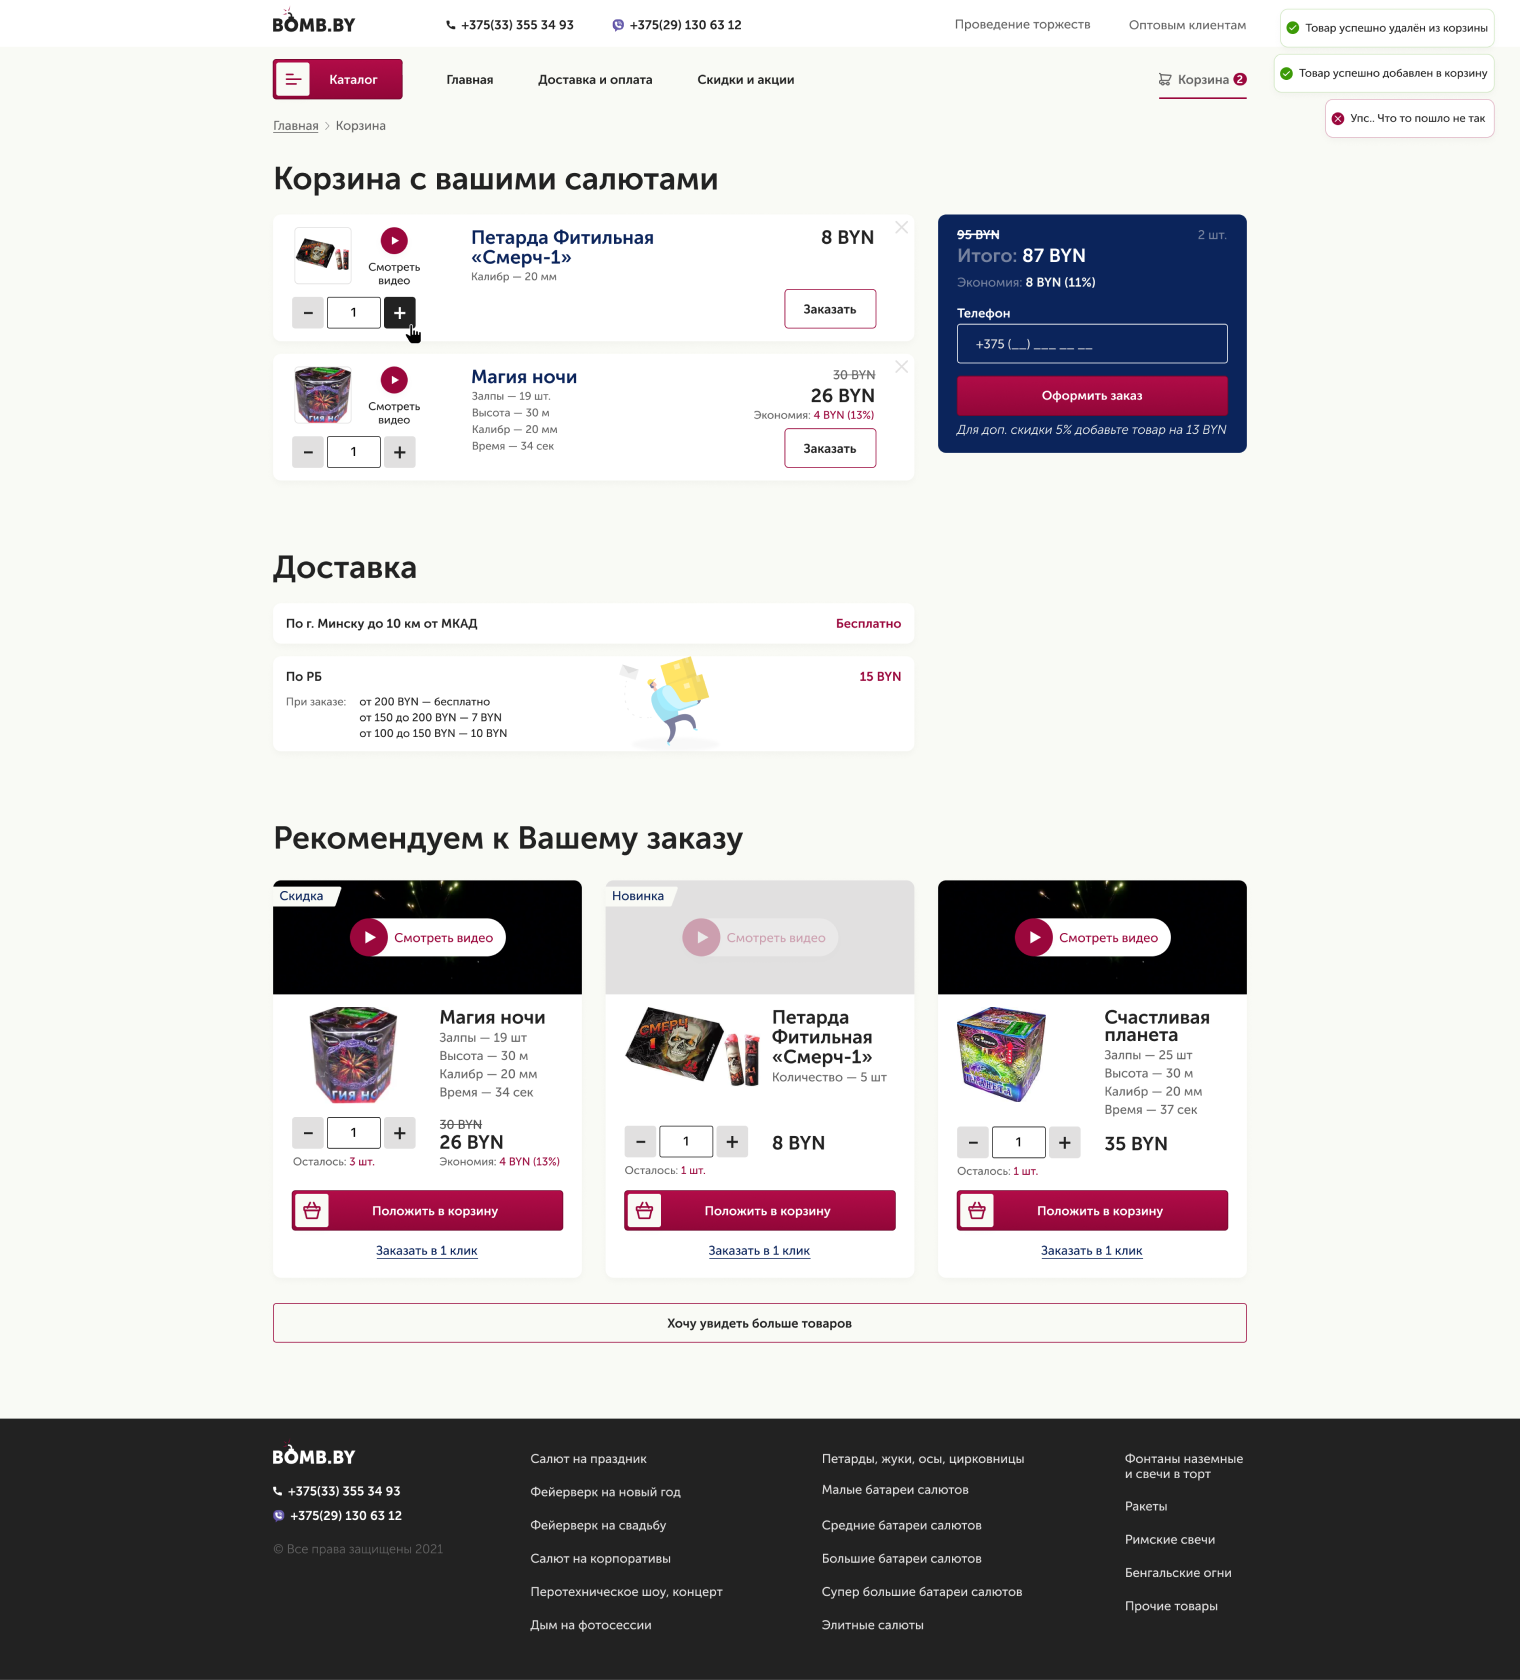 BOMB.BY
+375(33) 355 34 93
+375(29) 130 63 12
Проведение торжеств
Оптовым клиентам
Товар успешно удалён из корзины
Товар успешно добавлен в корзину
Упс.. Что то пошло не так
Каталог
Главная
Доставка и оплата
Скидки и акции
Корзина 2
Главная
Корзина
Корзина с вашими салютами
Смотреть
видео
− 1 +
Петарда Фитильная
«Смерч-1»
Калибр — 20 мм
8 BYN
Заказать
Смотреть
видео
− 1 +
Магия ночи
Залпы — 19 шт.
Высота — 30 м
Калибр — 20 мм
Время — 34 сек
30 BYN
26 BYN
Экономия: 4 BYN (13%)
Заказать
95 BYN
2 шт.
Итого: 87 BYN
Экономия: 8 BYN (11%)
Телефон
+375 (__) ___ __ __
Оформить заказ
Для доп. скидки 5% добавьте товар на 13 BYN
Доставка
По г. Минску до 10 км от МКАД
Бесплатно
По РБ
15 BYN
При заказе:
от 200 BYN — бесплатно
от 150 до 200 BYN — 7 BYN
от 100 до 150 BYN — 10 BYN
Рекомендуем к Вашему заказу
Скидка
Смотреть видео
ГИЯ НО
Магия ночи
Залпы — 19 шт
Высота — 30 м
Калибр — 20 мм
Время — 34 сек
− 1 +
Осталось: 3 шт.
30 BYN
26 BYN
Экономия: 4 BYN (13%)
Положить в корзину
Заказать в 1 клик
Новинка
Смотреть видео
СМЕРЧ
1
Петарда
Фитильная
«Смерч-1»
Количество — 5 шт
− 1 +
Осталось: 1 шт.
8 BYN
Положить в корзину
Заказать в 1 клик
Смотреть видео
Счастливая
планета
Залпы — 25 шт
Высота — 30 м
Калибр — 20 мм
Время — 37 сек
− 1 +
Осталось: 1 шт.
35 BYN
Положить в корзину
Заказать в 1 клик
Хочу увидеть больше товаров
BOMB.BY
+375(33) 355 34 93
+375(29) 130 63 12
© Все права защищены 2021
Салют на праздник
Фейерверк на новый год
Фейерверк на свадьбу
Салют на корпоративы
Перотехническое шоу, концерт
Дым на фотосессии
Петарды, жуки, осы, цирковницы
Малые батареи салютов
Средние батареи салютов
Большие батареи салютов
Супер большие батареи салютов
Элитные салюты
Фонтаны наземные
и свечи в торт
Ракеты
Римские свечи
Бенгальские огни
Прочие товары